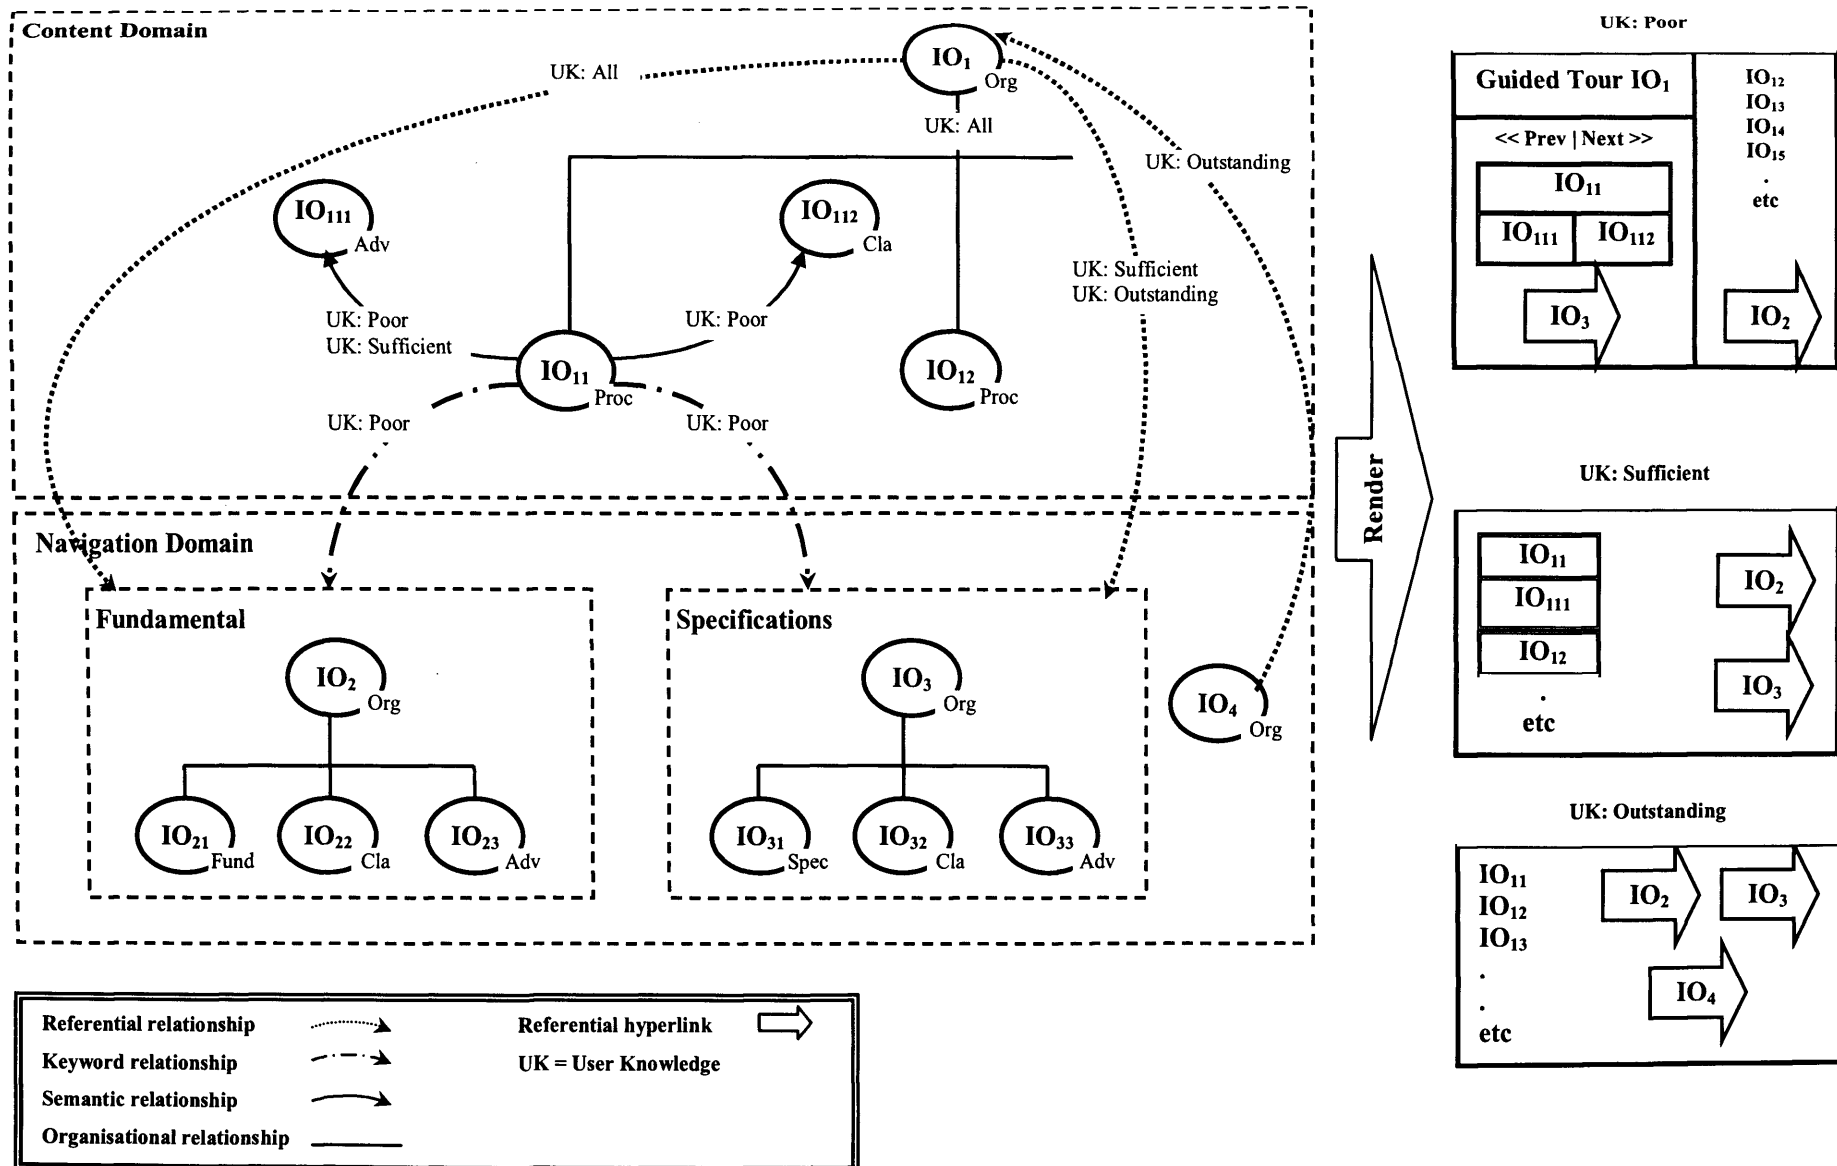 Content Domain
IO₁
Org
UK: All
UK: All
UK: Outstanding
IO₁₁₁
Adv
IO₁₁₂
Cla
UK: Sufficient
UK: Outstanding
UK: Poor
UK: Sufficient
UK: Poor
IO₁₁
Proc
IO₁₂
Proc
UK: Poor
UK: Poor
Navigation Domain
Fundamental
IO₂
Org
IO₂₁
Fund
IO₂₂
Cla
IO₂₃
Adv
Specifications
IO₃
Org
IO₃₁
Spec
IO₃₂
Cla
IO₃₃
Adv
IO₄
Org
Render
UK: Poor
Guided Tour IO₁
<< Prev | Next >>
IO₁₁
IO₁₁₁
IO₁₁₂
IO₃
IO₁₂
IO₁₃
IO₁₄
IO₁₅
.
etc
IO₂
UK: Sufficient
IO₁₁
IO₁₁₁
IO₁₂
.
etc
IO₂
IO₃
UK: Outstanding
IO₁₁
IO₁₂
IO₁₃
.
.
etc
IO₂
IO₃
IO₄
Referential relationship
Keyword relationship
Semantic relationship
Organisational relationship
Referential hyperlink
UK = User Knowledge